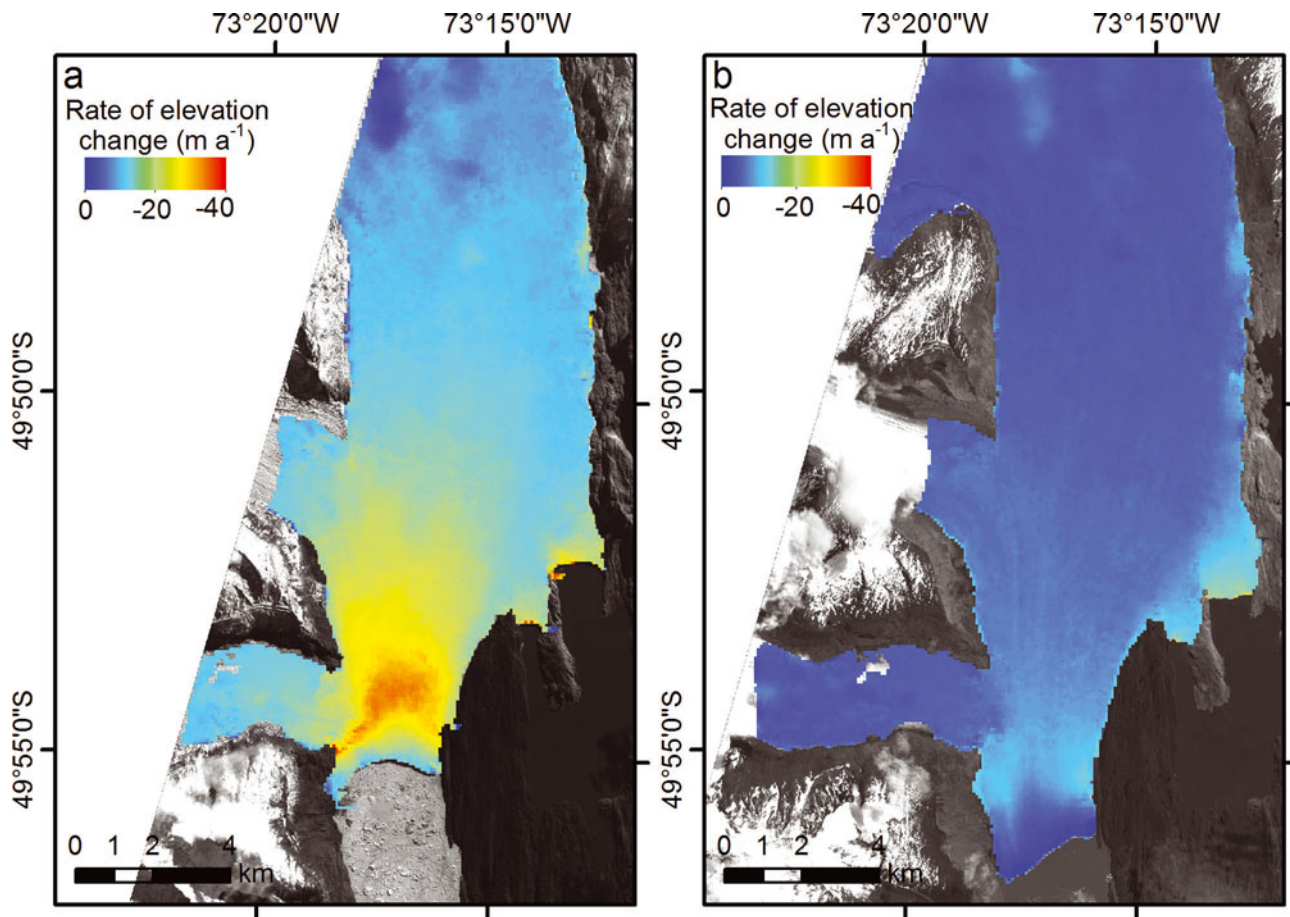 73°20'0"W 73°15'0"W 73°20'0"W 73°15'0"W
a
Rate of elevation
change (m a⁻¹)
0 -20 -40
b
Rate of elevation
change (m a⁻¹)
0 -20 -40
49°50'0"S
49°50'0"S
49°55'0"S
49°55'0"S
0 1 2 4
km
0 1 2 4
km